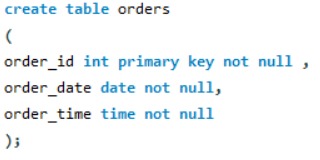 create table orders
(
order_id int primary key not null ,
order_date date not null,
order_time time not null
);